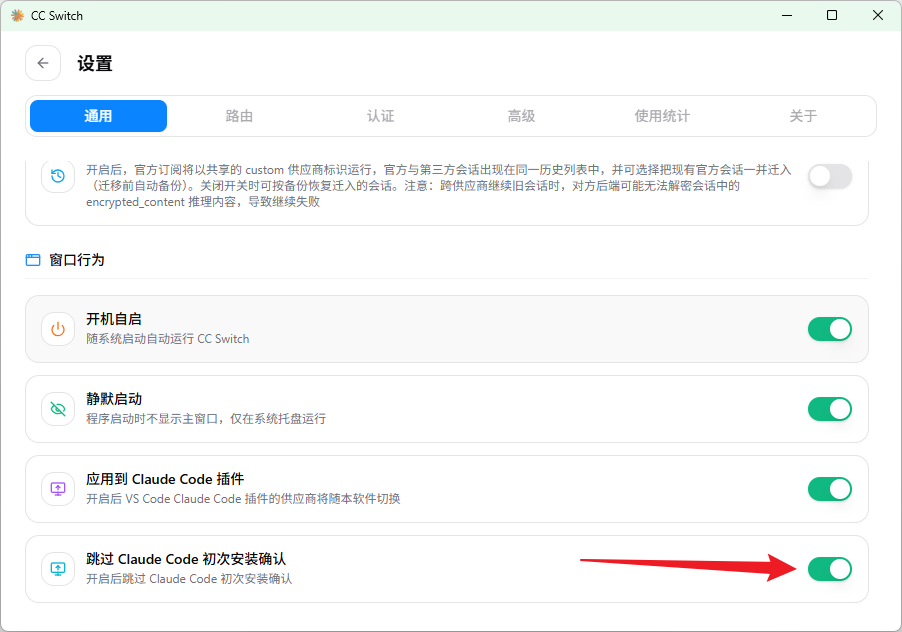 CC Switch
设置
通用
路由
认证
高级
使用统计
关于
开启后，官方订阅将以共享的 custom 供应商标识运行，官方与第三方会话出现在同一历史列表中，并可选择把现有官方会话一并迁入
（迁移前自动备份）。关闭开关时可按备份恢复迁入的会话。注意：跨供应商继续旧会话时，对方后端可能无法解密会话中的
encrypted_content 推理内容，导致继续失败
窗口行为
开机自启
随系统启动自动运行 CC Switch
静默启动
程序启动时不显示主窗口，仅在系统托盘运行
应用到 Claude Code 插件
开启后 VS Code Claude Code 插件的供应商将随本软件切换
跳过 Claude Code 初次安装确认
开启后跳过 Claude Code 初次安装确认